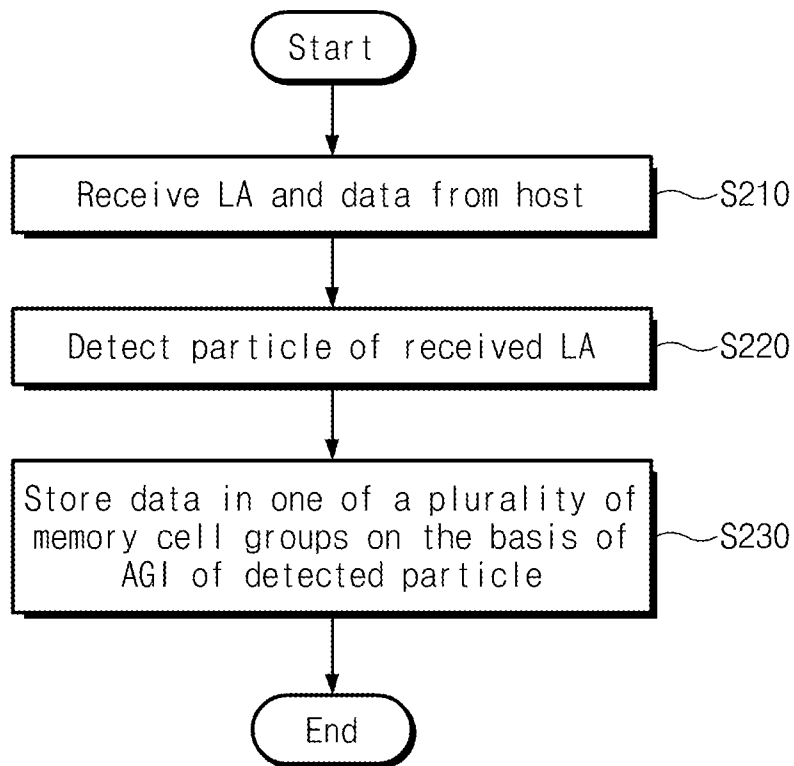 Start
Receive LA and data from host
S210
Detect particle of received LA
S220
Store data in one of a plurality of
memory cell groups on the basis of
AGI of detected particle
S230
End